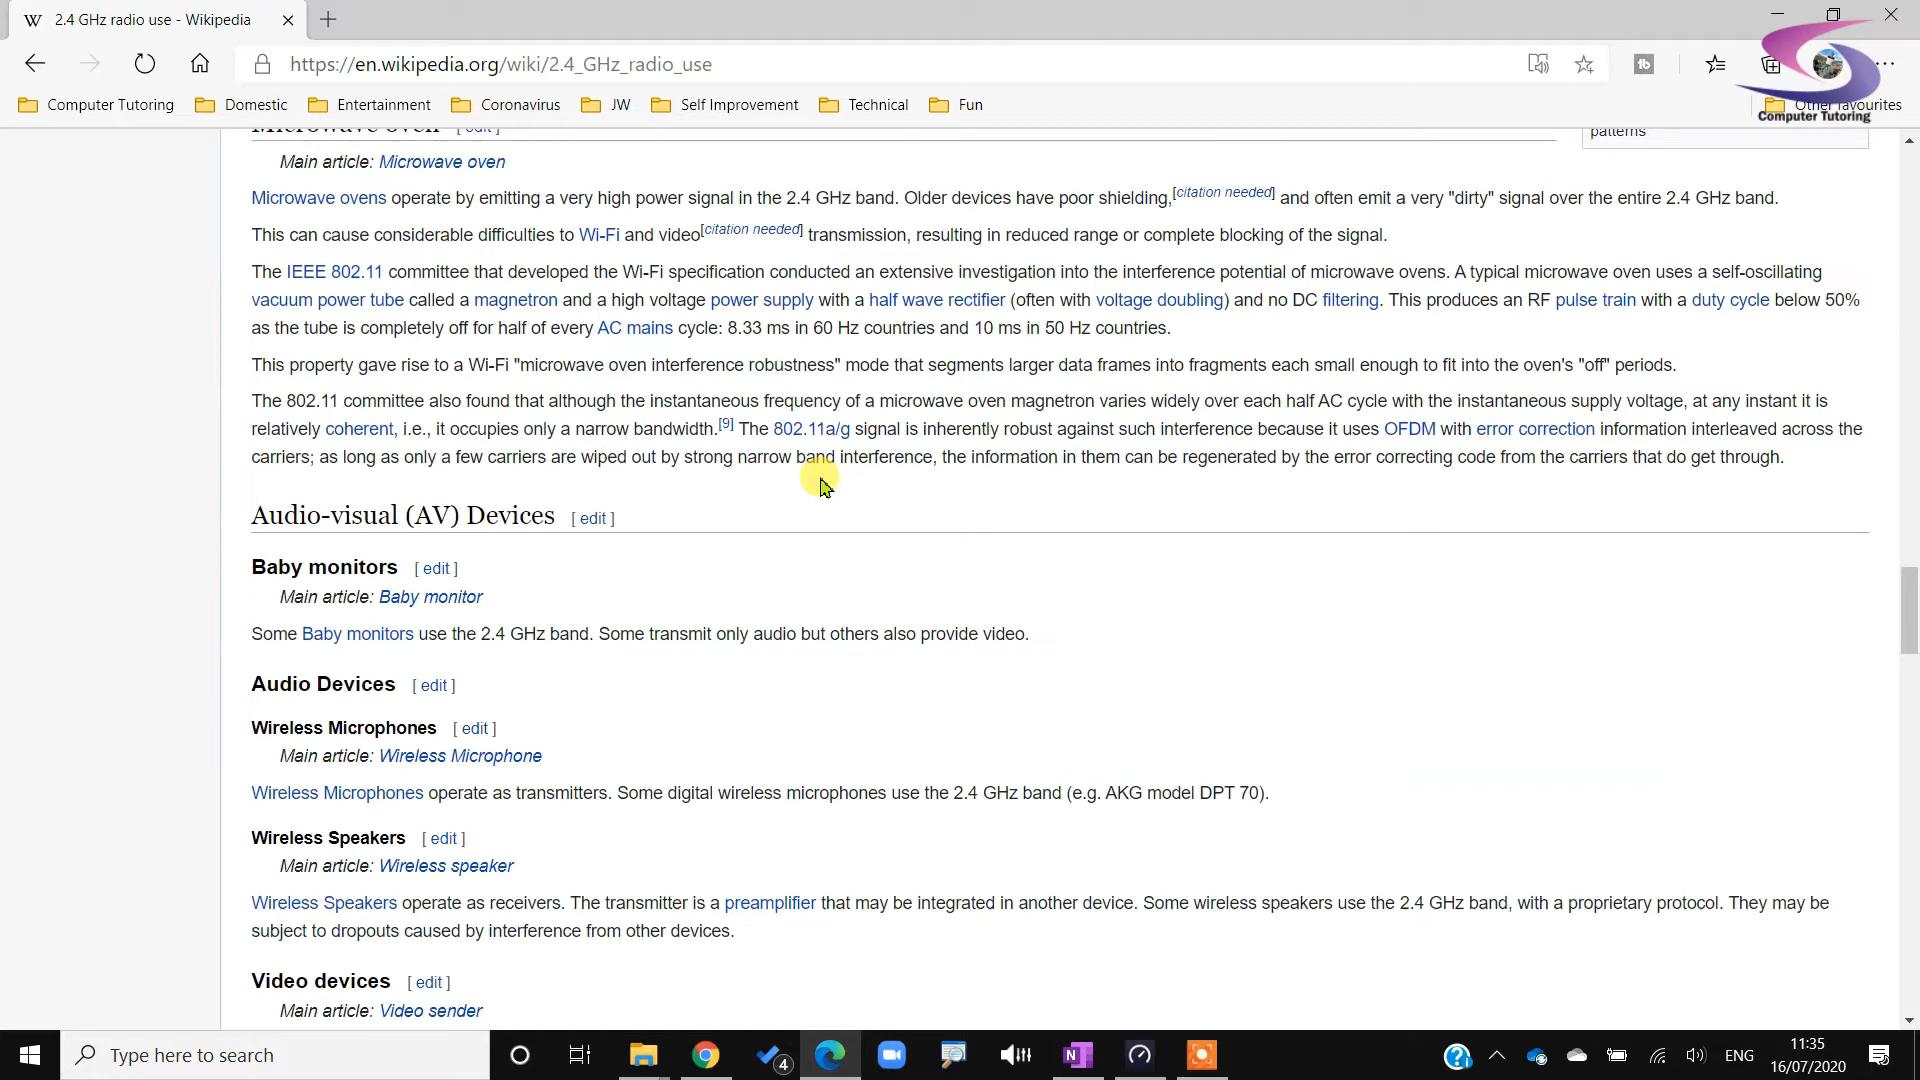 W 2.4 GHz radio use - Wikipedia
https://en.wikipedia.org/wiki/2.4_GHz_radio_use
Computer Tutoring Domestic Entertainment Coronavirus JW Self Improvement Technical Fun Other favourites
Computer Tutoring
Microwave oven [ edit ]
patterns
Main article: Microwave oven
Microwave ovens operate by emitting a very high power signal in the 2.4 GHz band. Older devices have poor shielding,[citation needed] and often emit a very "dirty" signal over the entire 2.4 GHz band.
This can cause considerable difficulties to Wi-Fi and video[citation needed] transmission, resulting in reduced range or complete blocking of the signal.
The IEEE 802.11 committee that developed the Wi-Fi specification conducted an extensive investigation into the interference potential of microwave ovens. A typical microwave oven uses a self-oscillating
vacuum power tube called a magnetron and a high voltage power supply with a half wave rectifier (often with voltage doubling) and no DC filtering. This produces an RF pulse train with a duty cycle below 50%
as the tube is completely off for half of every AC mains cycle: 8.33 ms in 60 Hz countries and 10 ms in 50 Hz countries.
This property gave rise to a Wi-Fi "microwave oven interference robustness" mode that segments larger data frames into fragments each small enough to fit into the oven's "off" periods.
The 802.11 committee also found that although the instantaneous frequency of a microwave oven magnetron varies widely over each half AC cycle with the instantaneous supply voltage, at any instant it is
relatively coherent, i.e., it occupies only a narrow bandwidth.[9] The 802.11a/g signal is inherently robust against such interference because it uses OFDM with error correction information interleaved across the
carriers; as long as only a few carriers are wiped out by strong narrow band interference, the information in them can be regenerated by the error correcting code from the carriers that do get through.
Audio-visual (AV) Devices [ edit ]
Baby monitors [ edit ]
Main article: Baby monitor
Some Baby monitors use the 2.4 GHz band. Some transmit only audio but others also provide video.
Audio Devices [ edit ]
Wireless Microphones [ edit ]
Main article: Wireless Microphone
Wireless Microphones operate as transmitters. Some digital wireless microphones use the 2.4 GHz band (e.g. AKG model DPT 70).
Wireless Speakers [ edit ]
Main article: Wireless speaker
Wireless Speakers operate as receivers. The transmitter is a preamplifier that may be integrated in another device. Some wireless speakers use the 2.4 GHz band, with a proprietary protocol. They may be
subject to dropouts caused by interference from other devices.
Video devices [ edit ]
Main article: Video sender
Type here to search
4
N
ENG
11:35
16/07/2020